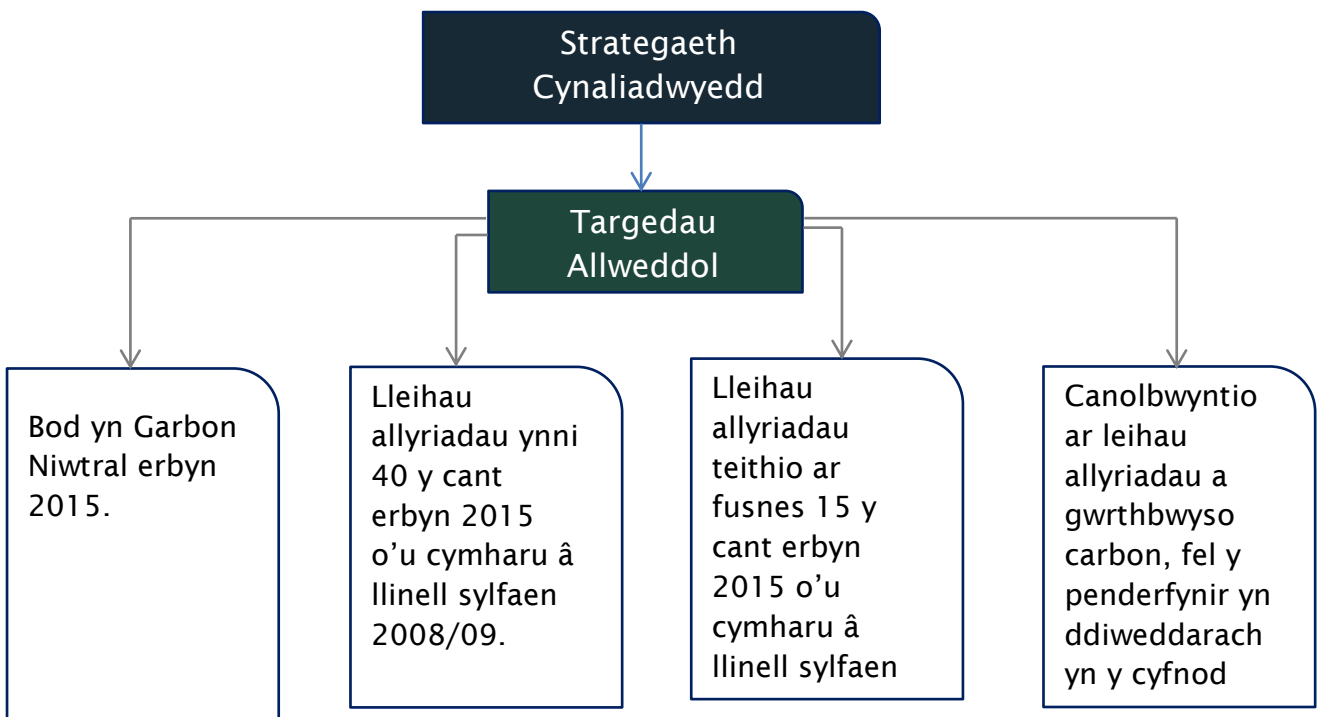 Strategaeth
Cynaliadwyedd
Targedau
Allweddol
Bod yn Garbon
Niwtral erbyn
2015.
Lleihau
allyriadau ynni
40 y cant
erbyn 2015
o’u cymharu â
llinell sylfaen
2008/09.
Lleihau
allyriadau
teithio ar
fusnes 15 y
cant erbyn
2015 o’u
cymharu â
llinell sylfaen
Canolbwyntio
ar leihau
allyriadau a
gwrthbwyso
carbon, fel y
penderfynir yn
ddiweddarach
yn y cyfnod